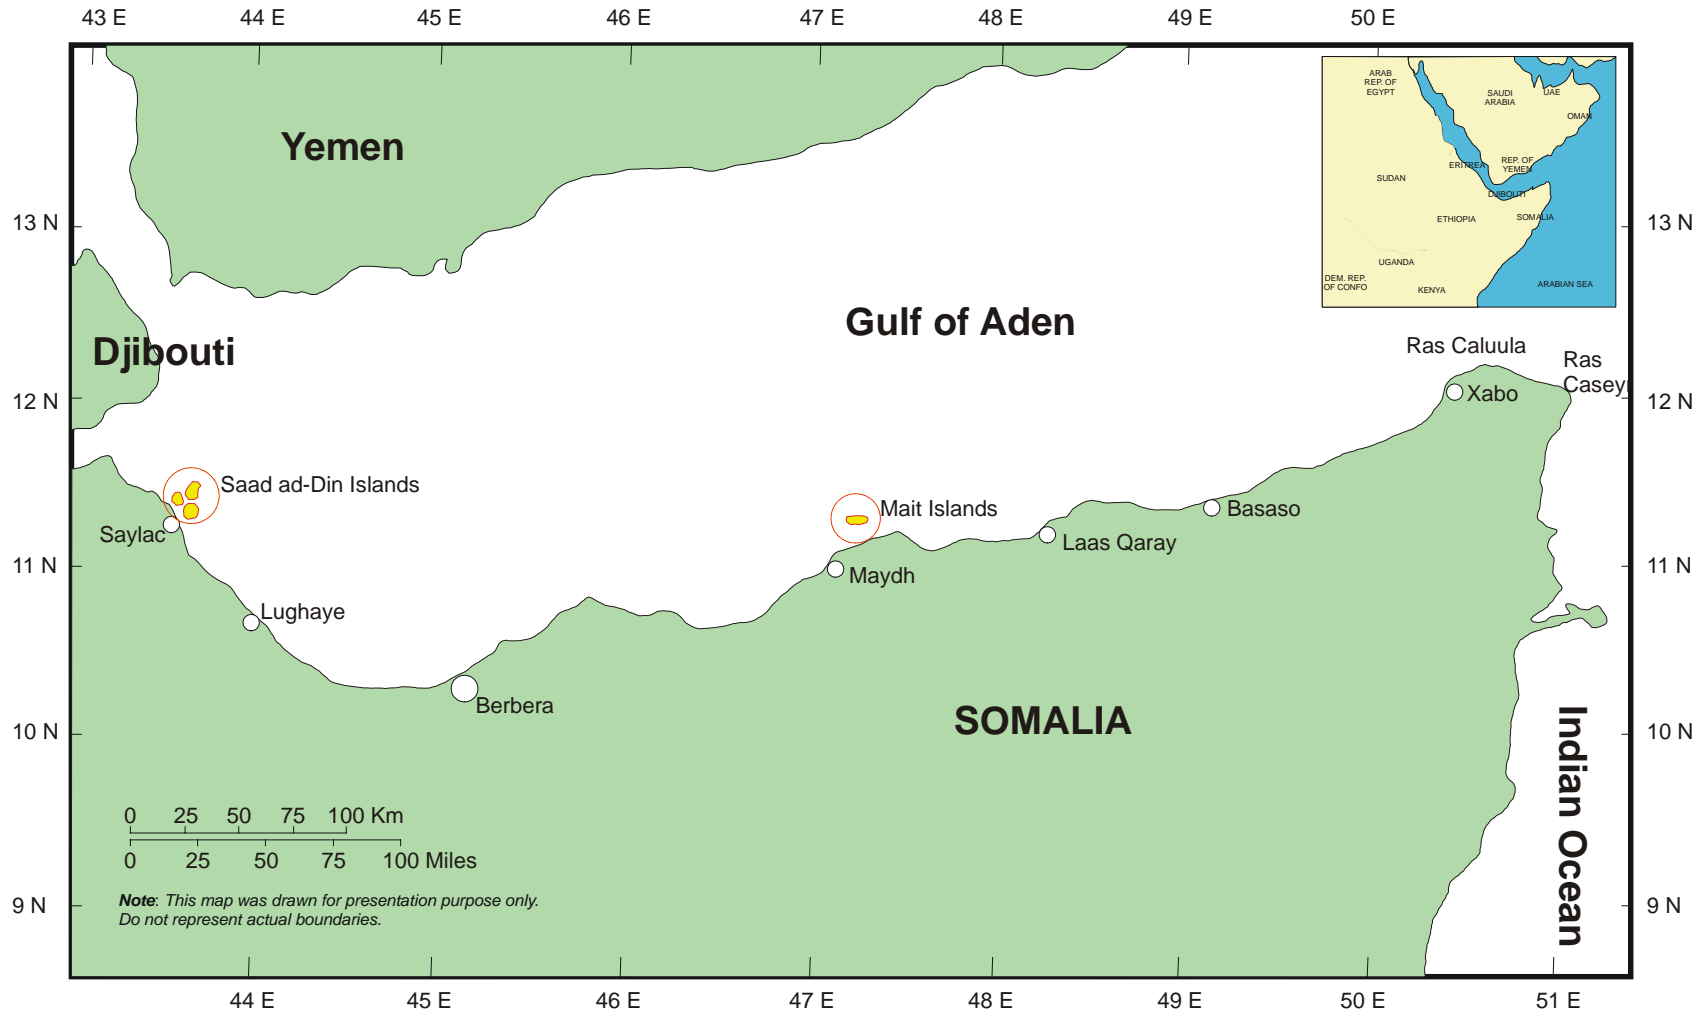 43 E 44 E 45 E 46 E 47 E 48 E 49 E 50 E
ARAB
REP. OF
EGYPT
SAUDI
ARABIA
UAE
OMAN
Yemen
ERITREA
REP. OF
YEMEN
SUDAN
DJIBOUTI
ETHIOPIA
SOMALIA
13 N
13 N
UGANDA
DEM. REP.
OF CONFO
KENYA
ARABIAN SEA
Gulf of Aden
Djibouti
Ras Caluula
Ras
Caseyr
Xabo
12 N
12 N
Saad ad-Din Islands
Mait Islands
Basaso
Saylac
Laas Qaray
11 N
Maydh
11 N
Lughaye
Berbera
SOMALIA
10 N
10 N
Indian Ocean
0 25 50 75 100 Km
0 25 50 75 100 Miles
Note: This map was drawn for presentation purpose only.
Do not represent actual boundaries.
9 N
9 N
44 E 45 E 46 E 47 E 48 E 49 E 50 E 51 E